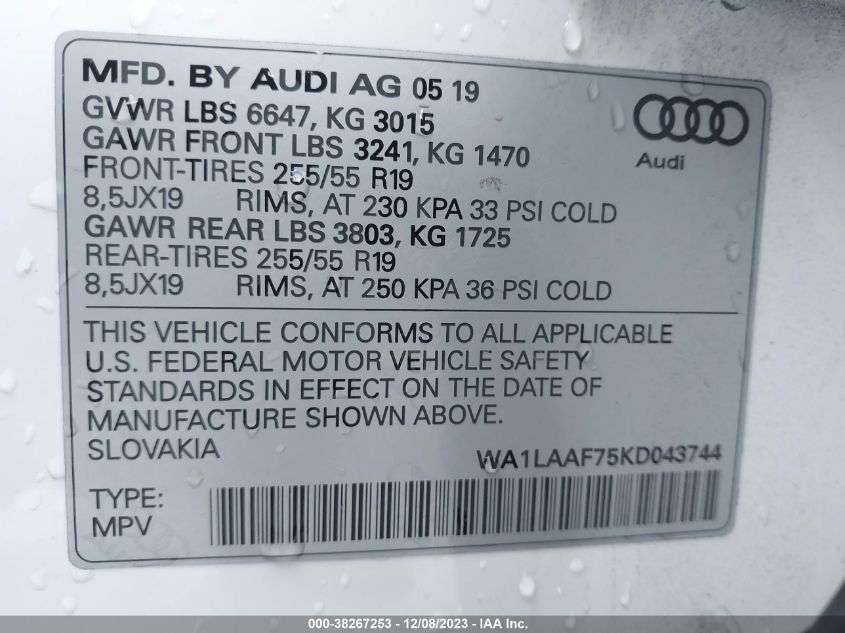 MFD. BY AUDI AG 05 19
GVWR LBS 6647, KG 3015
GAWR FRONT LBS 3241, KG 1470
FRONT-TIRES 255/55 R19
8,5JX19 RIMS, AT 230 KPA 33 PSI COLD
GAWR REAR LBS 3803, KG 1725
REAR-TIRES 255/55 R19
8,5JX19 RIMS, AT 250 KPA 36 PSI COLD
Audi
THIS VEHICLE CONFORMS TO ALL APPLICABLE
U.S. FEDERAL MOTOR VEHICLE SAFETY
STANDARDS IN EFFECT ON THE DATE OF
MANUFACTURE SHOWN ABOVE.
SLOVAKIA WA1LAAF75KD043744
TYPE:
MPV
000-38267253 - 12/08/2023 - IAA Inc.